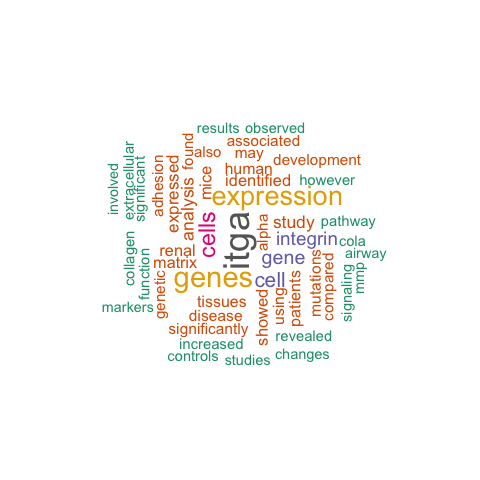 results observed
associated
also may
development
human
identified however
expression
involved
extracellular
significant
adhesion
expressed
analysis found
mice
cells
itga
alpha
study pathway
integrin cola
airway
gene
renal
matrix
collagen
function
genetic
genes cell
markers
tissues
disease
significantly
showed
using
patients
mutations
compared
signaling
mmp
increased
revealed
controls studies changes